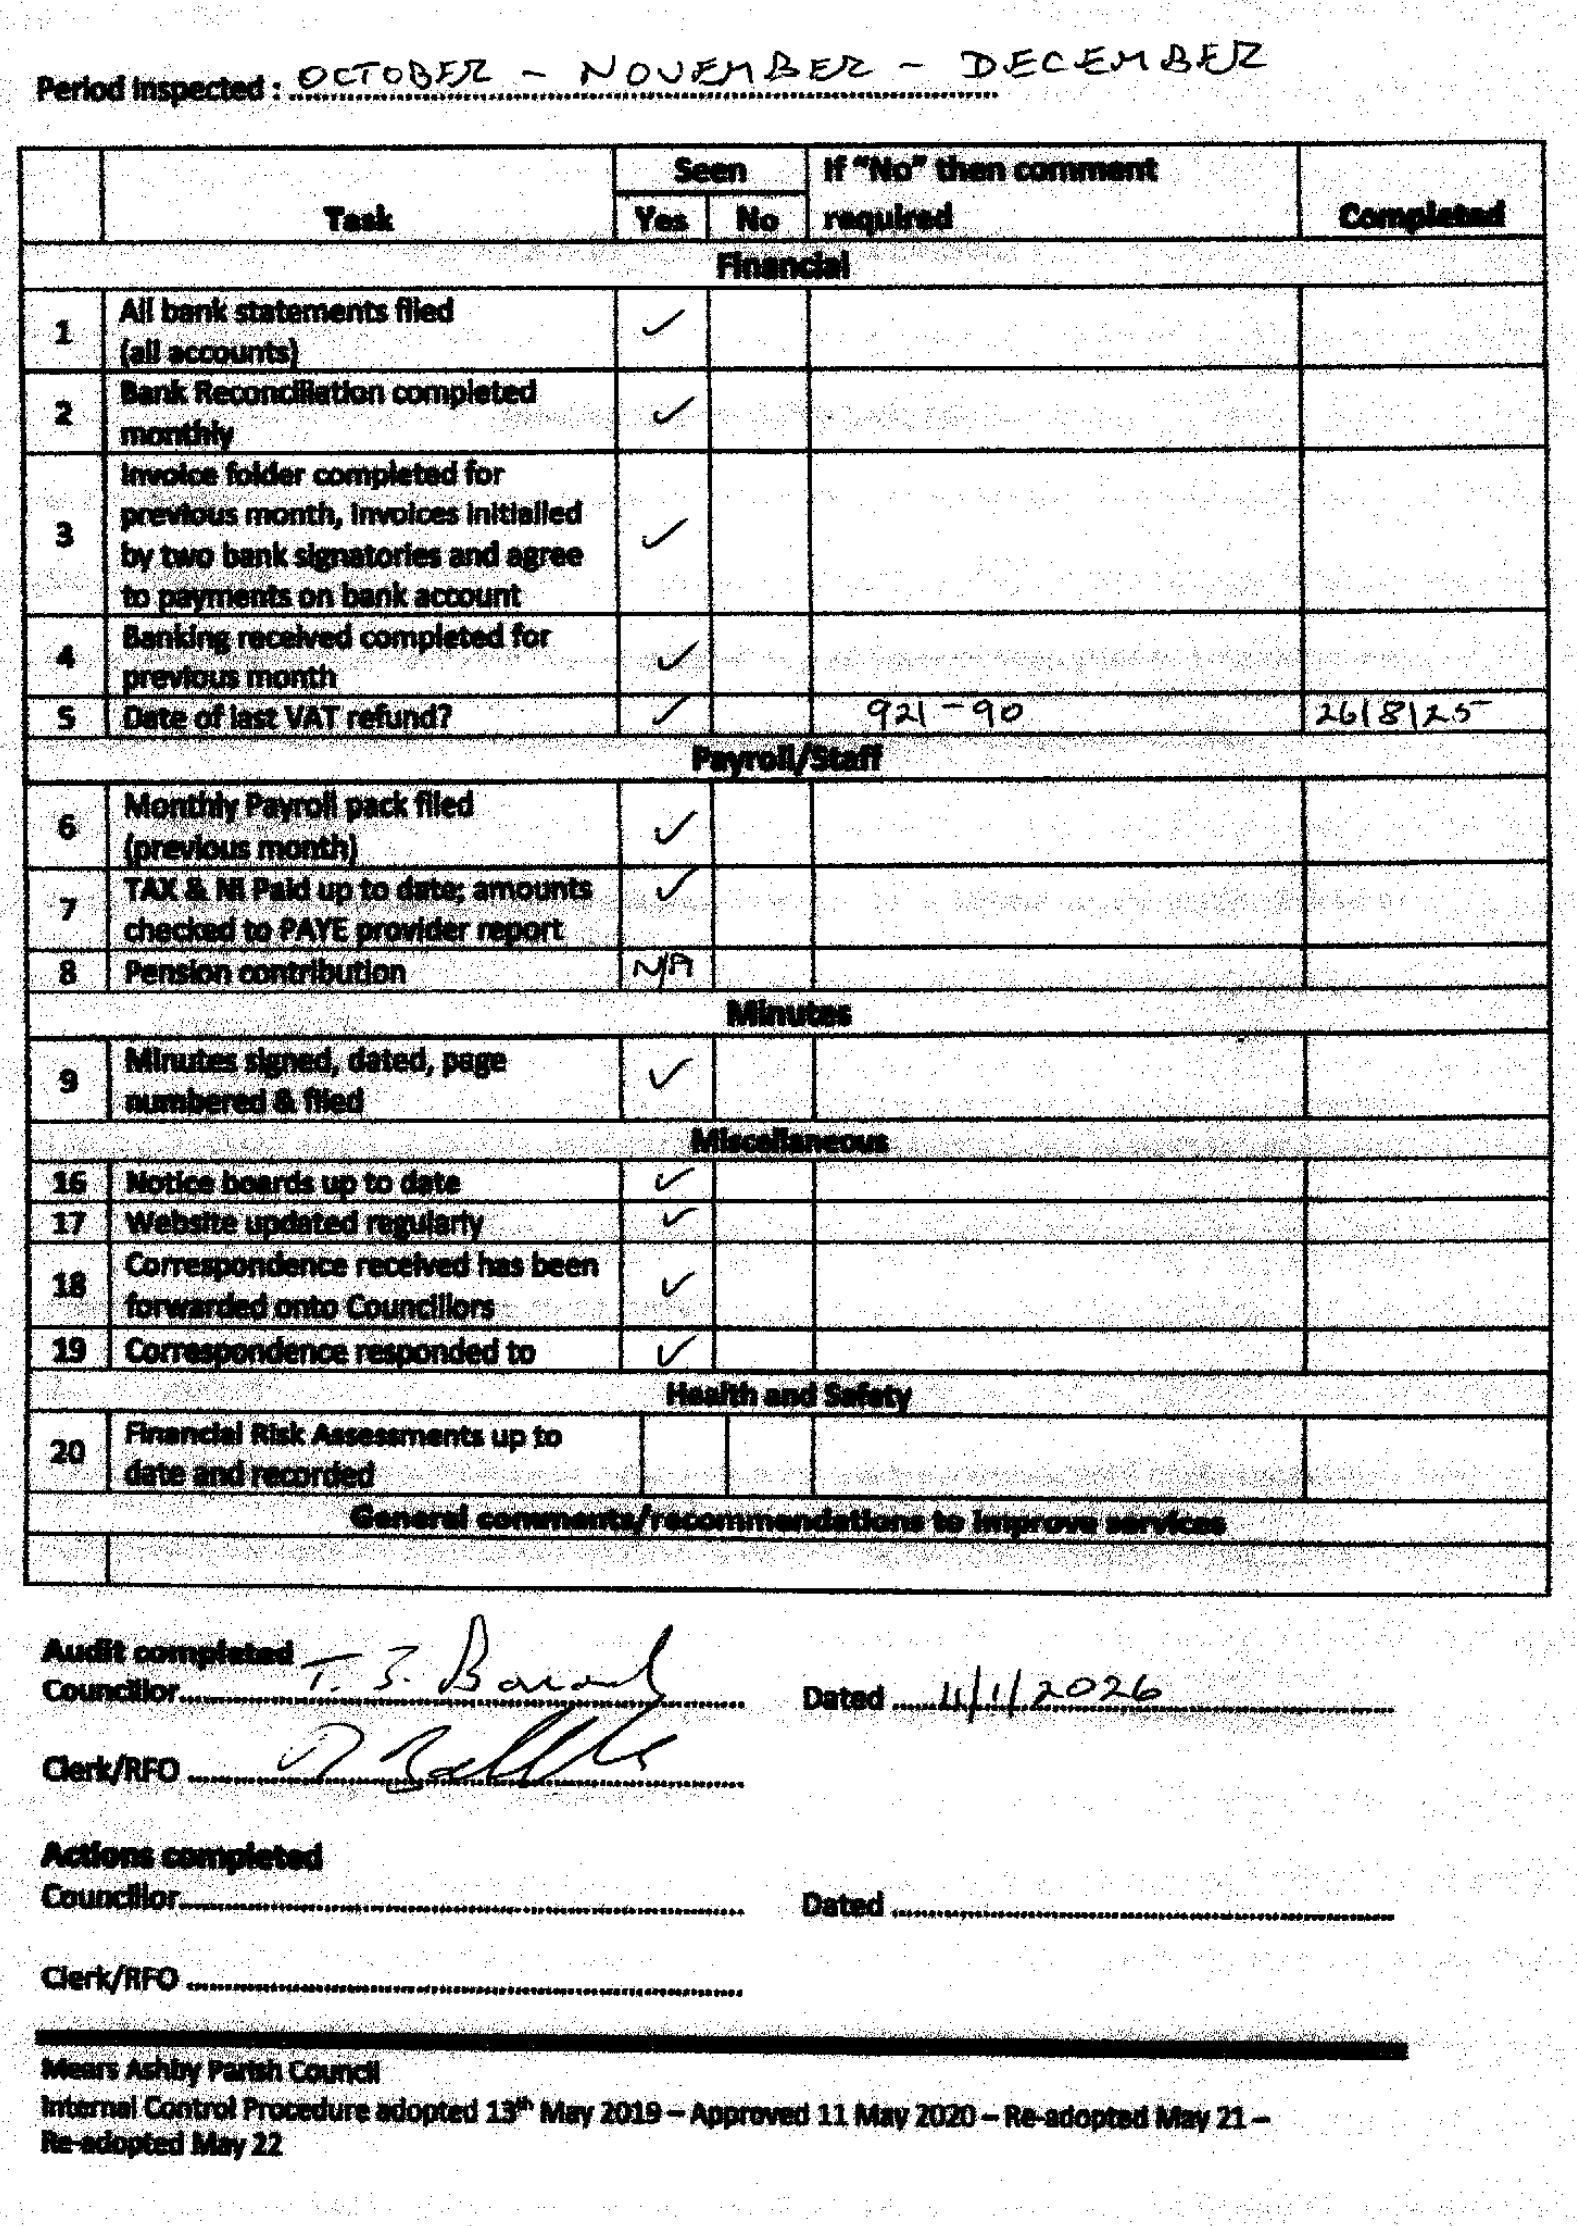 Period Inspected : OCTOBER - NOVEMBER - DECEMBER
Seen
If "No" then comment required
Task
Yes
No
Completed
Financial
1
All bank statements filed
(all accounts)
✓
2
Bank Reconciliation completed
monthly
✓
3
Invoice folder completed for
previous month, invoices initialled
by two bank signatories and agree
to payments on bank account
✓
4
Banking received completed for
previous month
✓
5 Date of last VAT refund? ✓ 921-90 26/8/25
Payroll/Staff
6
Monthly Payroll pack filed
(previous month)
✓
7
TAX & NI Paid up to date; amounts
checked to PAYE provider report
✓
8 Pension contribution N/A
Minutes
9
Minutes signed, dated, page
numbered & filed
✓
Miscellaneous
16 Notice boards up to date ✓
17 Website updated regularly ✓
18
Correspondence received has been
forwarded onto Councillors
✓
19 Correspondence responded to ✓
Health and Safety
20
Financial Risk Assessments up to
date and recorded
General comments/recommendations to improve services
Audit completed
Councillor T. S. Dated 11/1/2026
Clerk/RFO
Actions completed
Councillor Dated
Clerk/RFO
Mears Ashby Parish Council
Internal Control Procedure adopted 13th May 2019 – Approved 11 May 2020 – Re-adopted May 21 –
Re-adopted May 22